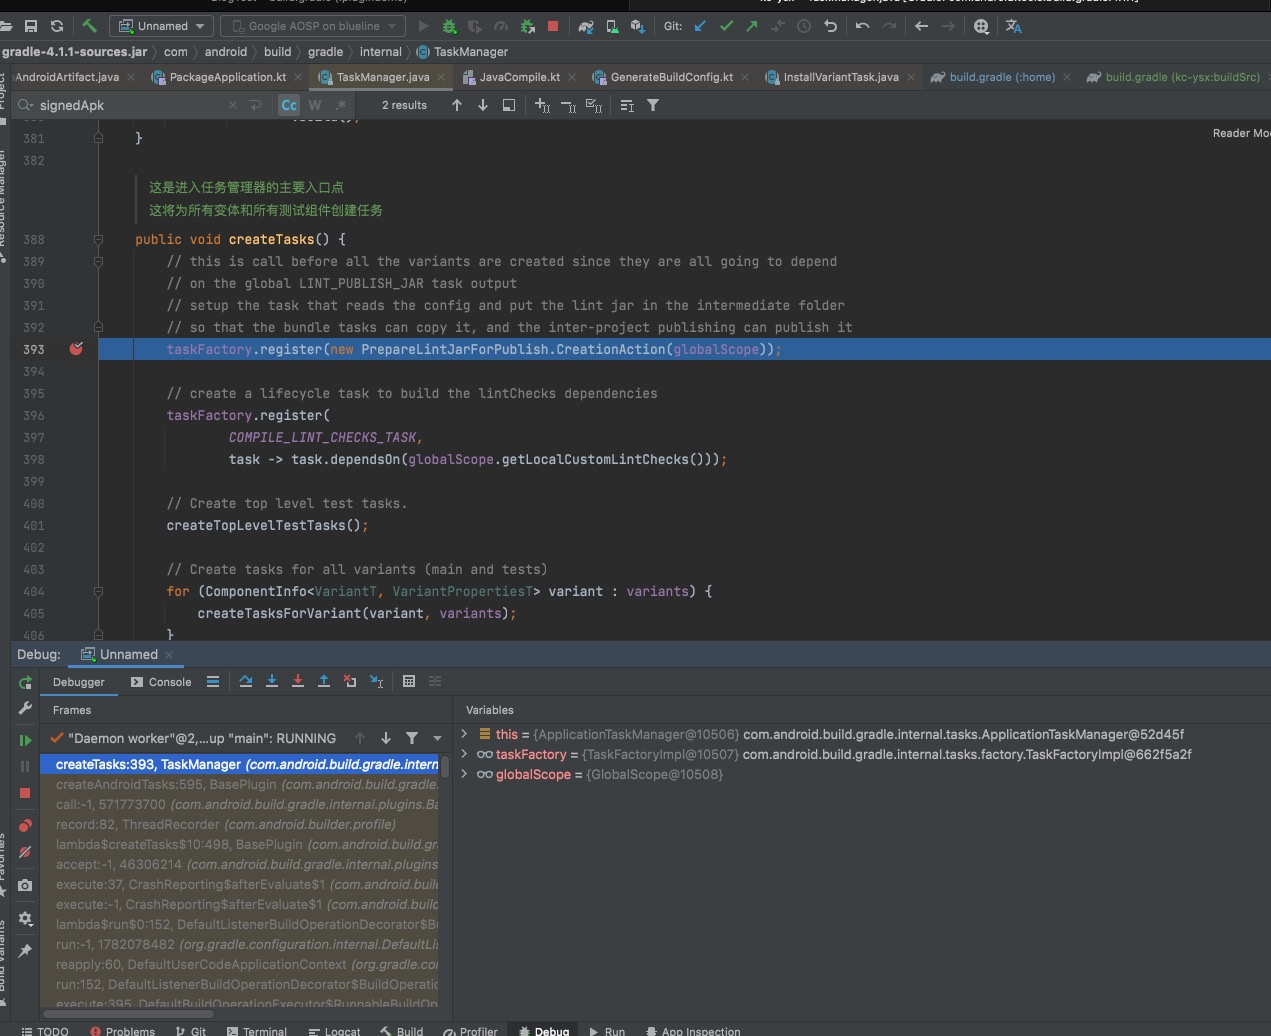 Unnamed
Google AOSP on blueline
Git:
gradle-4.1.1-sources.jar
com
android
build
gradle
internal
TaskManager
AndroidArtifact.java
PackageApplication.kt
TaskManager.java
JavaCompile.kt
GenerateBuildConfig.kt
InstallVariantTask.java
build.gradle (:home)
build.gradle (kc-ysx:buildSrc)
signedApk
Cc
W
.*
2 results
381 }
Reader Mo
382
这是进入任务管理器的主要入口点
这将为所有变体和所有测试组件创建任务
388 public void createTasks() {
389 // this is call before all the variants are created since they are all going to depend
390 // on the global LINT_PUBLISH_JAR task output
391 // setup the task that reads the config and put the lint jar in the intermediate folder
392 // so that the bundle tasks can copy it, and the inter-project publishing can publish it
393 taskFactory.register(new PrepareLintJarForPublish.CreationAction(globalScope));
394
395 // create a lifecycle task to build the lintChecks dependencies
396 taskFactory.register(
397 COMPILE_LINT_CHECKS_TASK,
398 task -> task.dependsOn(globalScope.getLocalCustomLintChecks()));
399
400 // Create top level test tasks.
401 createTopLevelTestTasks();
402
403 // Create tasks for all variants (main and tests)
404 for (ComponentInfo<VariantT, VariantPropertiesT> variant : variants) {
405 createTasksForVariant(variant, variants);
406 }
Debug:
Unnamed
Debugger
Console
Frames
Variables
"Daemon worker"@2,...up "main": RUNNING
this = {ApplicationTaskManager@10506} com.android.build.gradle.internal.tasks.ApplicationTaskManager@52d45f
taskFactory = {TaskFactoryImpl@10507} com.android.build.gradle.internal.tasks.factory.TaskFactoryImpl@662f5a2f
globalScope = {GlobalScope@10508}
createTasks:393, TaskManager (com.android.build.gradle.intern
createAndroidTasks:595, BasePlugin (com.android.build.grad
call:-1, 571773700 (com.android.build.gradle.internal.plugins.Ba
record:82, ThreadRecorder (com.android.builder.profile)
lambda$createTasks$10:498, BasePlugin (com.android.build.gr
accept:-1, 46306214 (com.android.build.gradle.internal.plugins
execute:37, CrashReporting$afterEvaluate$1 (com.android.buil
execute:-1, CrashReporting$afterEvaluate$1 (com.android.buil
lambda$run$0:152, DefaultListenerBuildOperationDecorator$B
run:-1, 1782078482 (org.gradle.configuration.internal.DefaultLis
reapply:60, DefaultUserCodeApplicationContext (org.gradle.co
run:152, DefaultListenerBuildOperationDecorator$BuildOperati
execute:395, DefaultBuildOperationExecutor$RunnableBuildOp
TODO
Problems
Git
Terminal
Logcat
Build
Profiler
Debug
Run
App Inspection
Resource Manager
Favorites
Build Variants